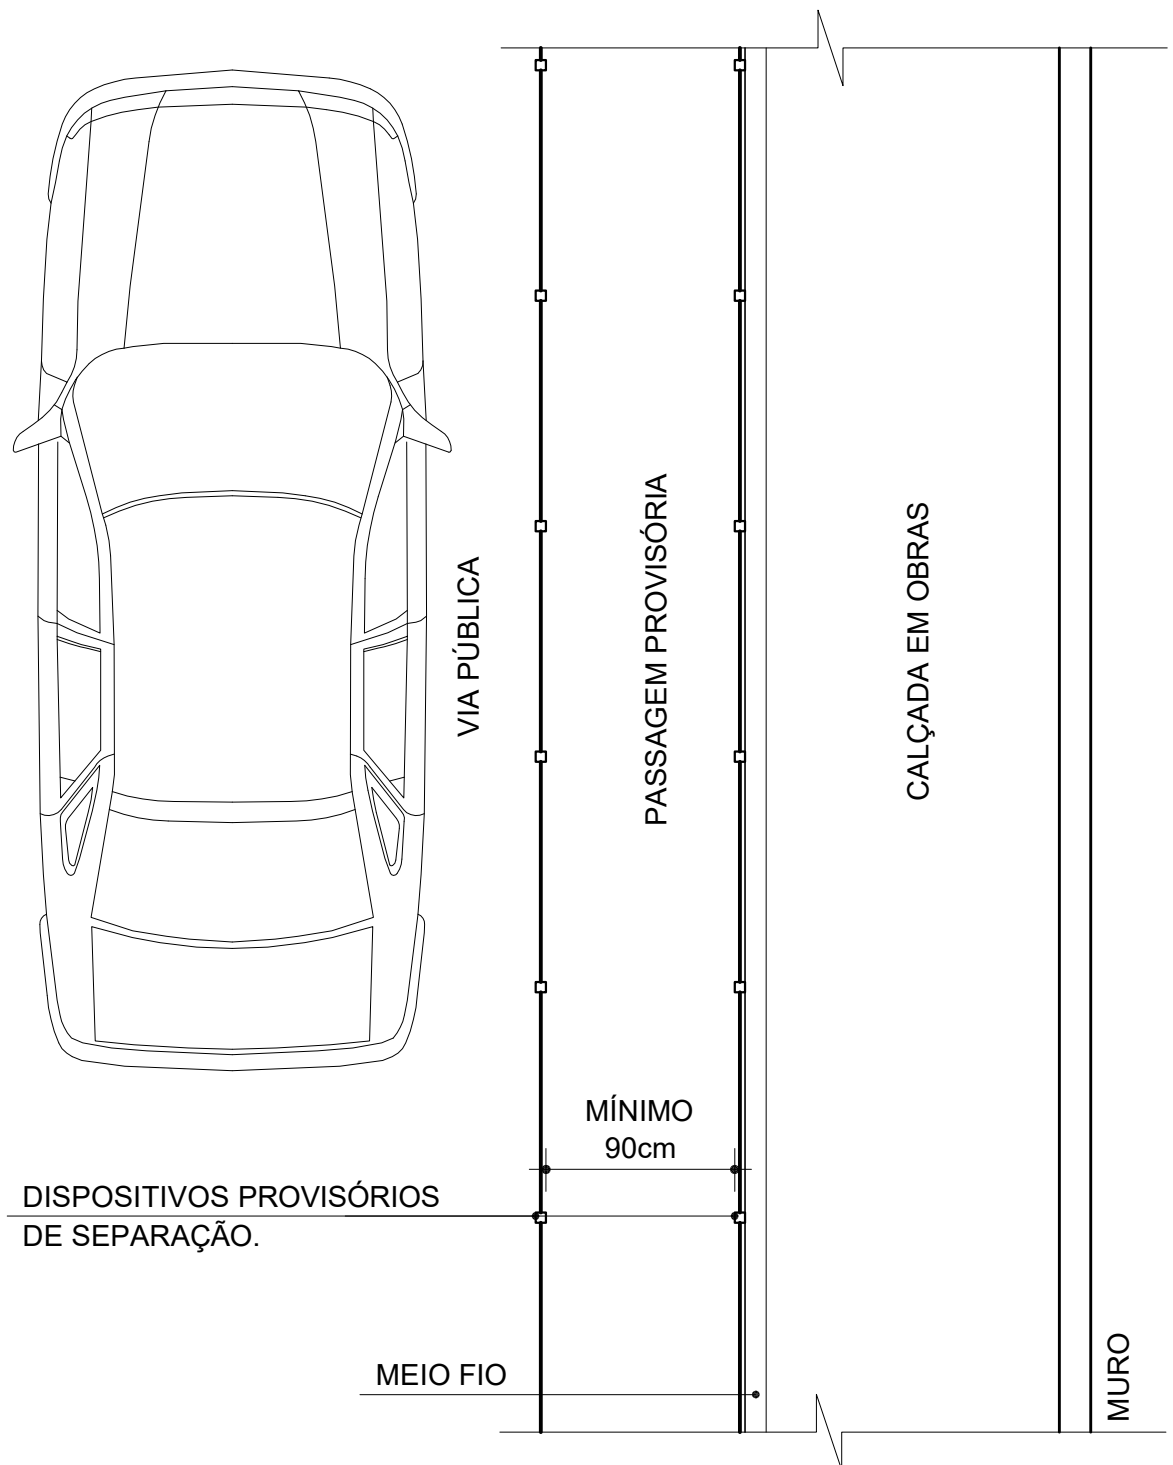 VIA PÚBLICA
PASSAGEM PROVISÓRIA
CALÇADA EM OBRAS
MÍNIMO
90cm
DISPOSITIVOS PROVISÓRIOS
DE SEPARAÇÃO.
MEIO FIO
MURO